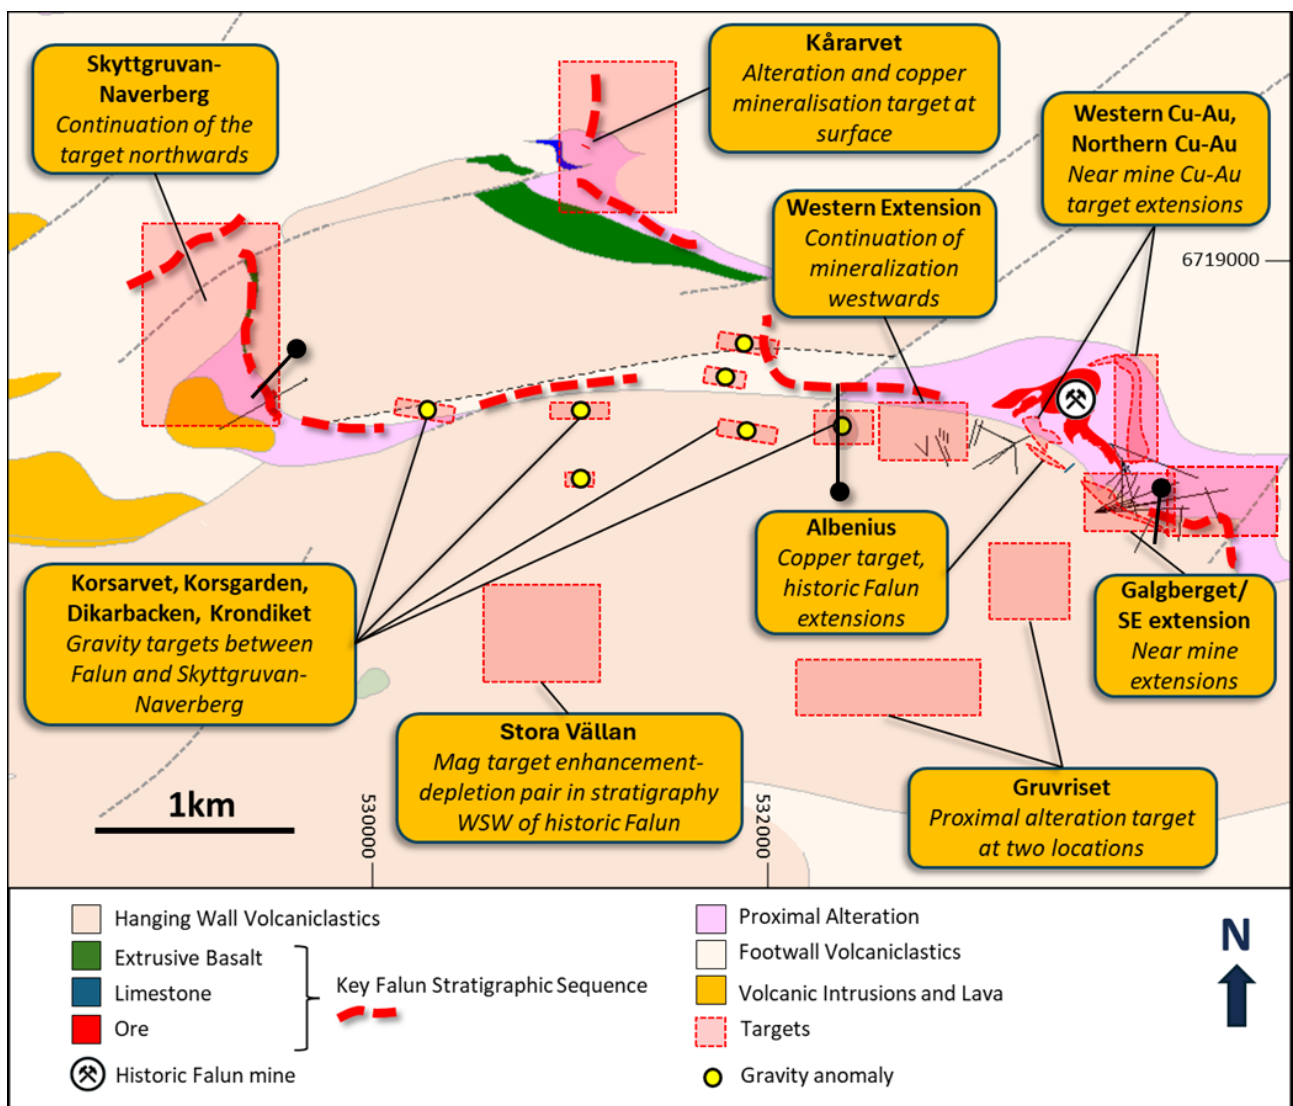 Skyttgruvan-
Naverberg
Continuation of the
target northwards
Kårarvet
Alteration and copper
mineralisation target at
surface
Western Cu-Au,
Northern Cu-Au
Near mine Cu-Au
target extensions
Western Extension
Continuation of
mineralization
westwards
6719000
Korsarvet, Korsgarden,
Dikarbacken, Krondiket
Gravity targets between
Falun and Skyttgruvan-
Naverberg
Albenius
Copper target,
historic Falun
extensions
Galgberget/
SE extension
Near mine
extensions
Stora Vällan
Mag target enhancement-
depletion pair in stratigraphy
WSW of historic Falun
Gruvriset
Proximal alteration target
at two locations
1km
530000
532000
Hanging Wall Volcaniclastics
Extrusive Basalt
Limestone
Ore
Key Falun Stratigraphic Sequence
Historic Falun mine
Proximal Alteration
Footwall Volcaniclastics
Volcanic Intrusions and Lava
Targets
Gravity anomaly
N